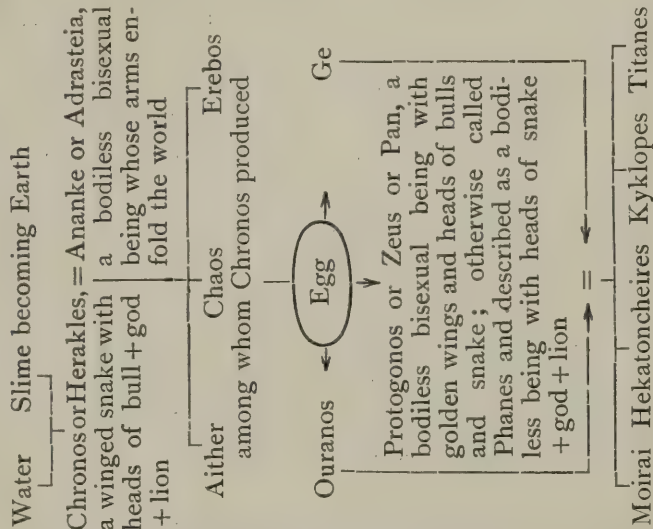 Water Slime becoming Earth
Chronos or Herakles, = Ananke or Adrasteia,
a winged snake with a bodiless bisexual
heads of bull + god being whose arms en-
+ lion fold the world
Aither Chaos Erebos
among whom Chronos produced
Egg
Ouranos Ge
Protogonos or Zeus or Pan, a
bodiless bisexual being with
golden wings and heads of bulls
and snake; otherwise called
Phanes and described as a bodi-
less being with heads of snake
+ god + lion
=
Moirai Hekatoncheires Kyklopes Titanes